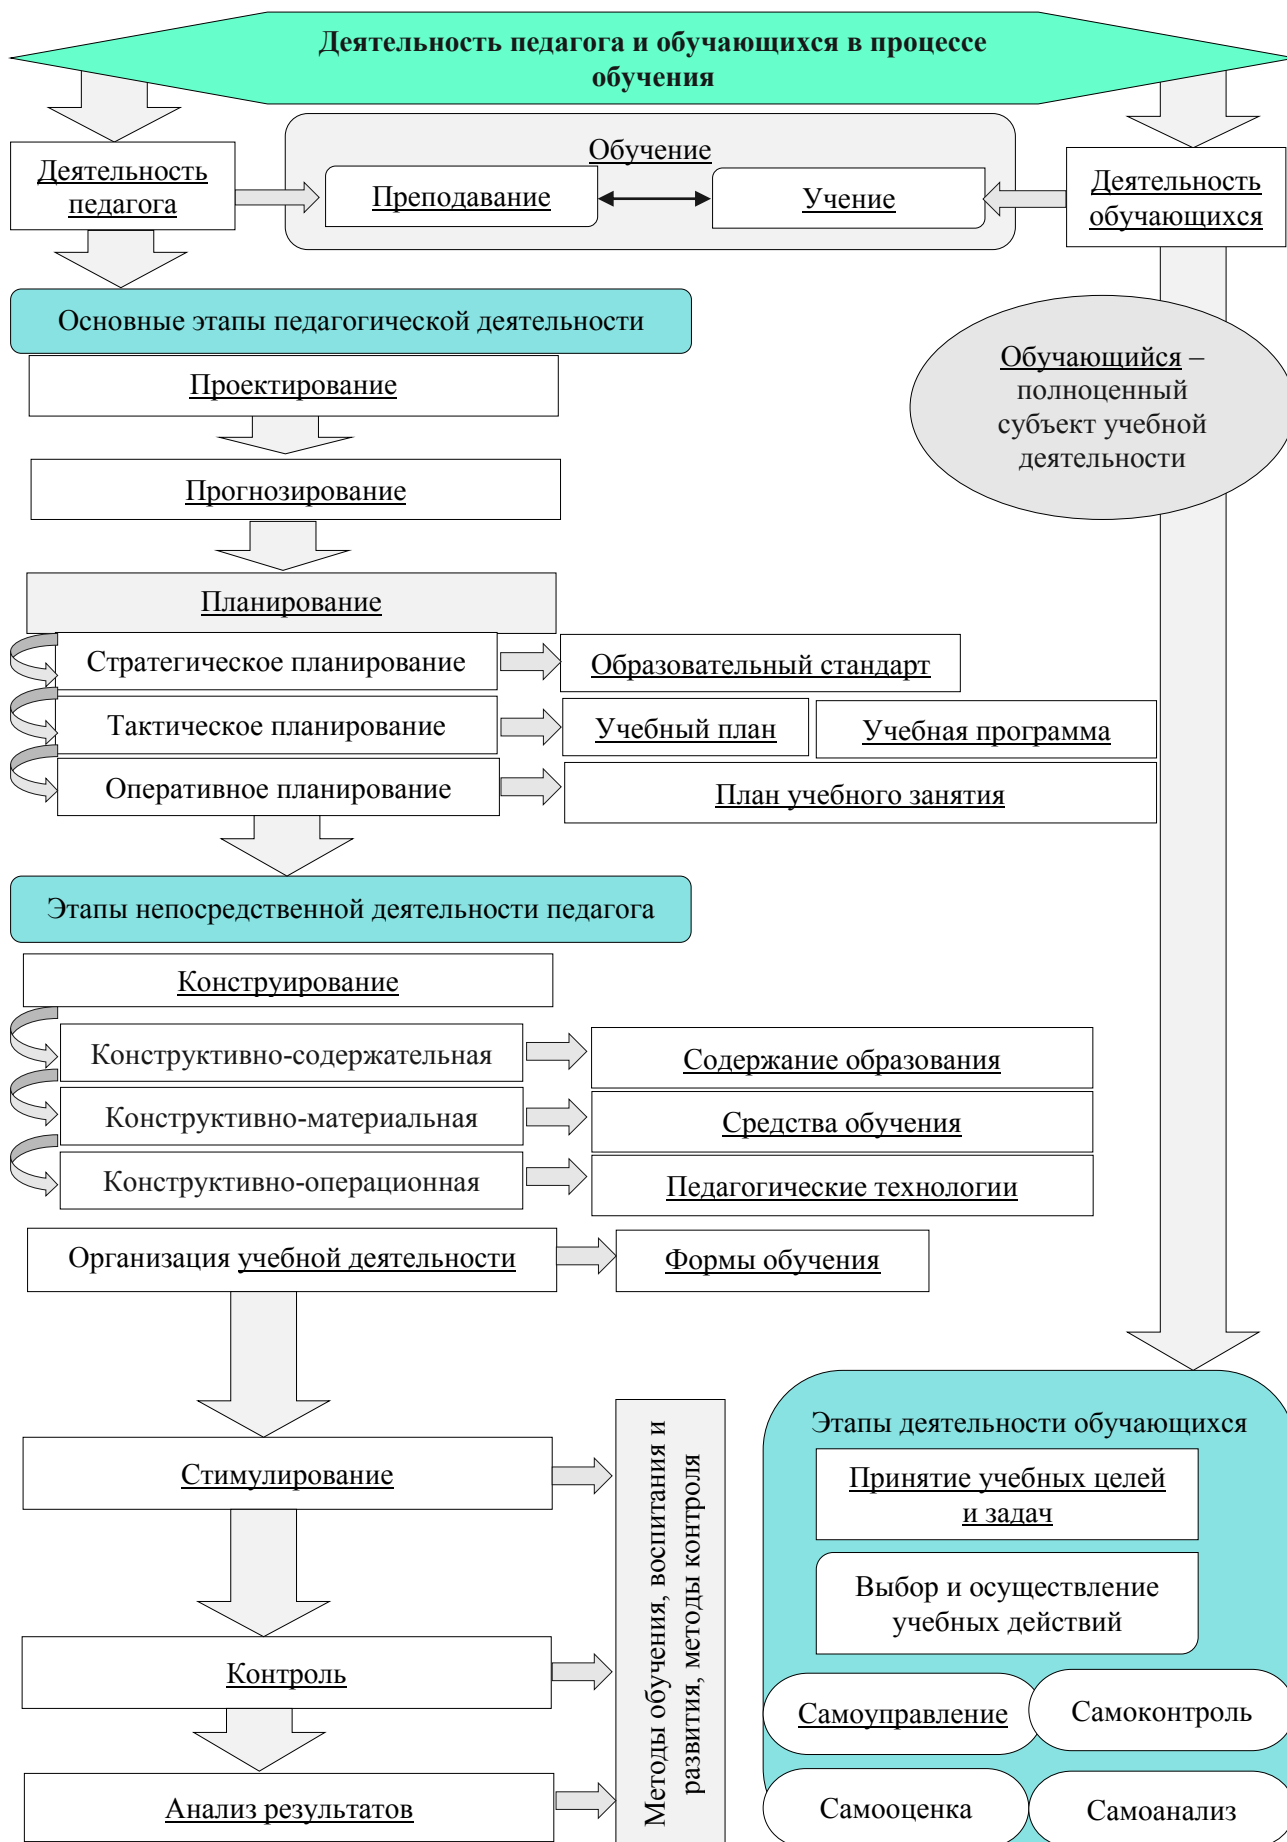 Деятельность педагога и обучающихся в процессе
обучения
Деятельность
педагога
Обучение
Преподавание
Учение
Деятельность
обучающихся
Основные этапы педагогической деятельности
Проектирование
Обучающийся –
полноценный
субъект учебной
деятельности
Прогнозирование
Планирование
Стратегическое планирование
Образовательный стандарт
Тактическое планирование
Учебный план
Учебная программа
Оперативное планирование
План учебного занятия
Этапы непосредственной деятельности педагога
Конструирование
Конструктивно-содержательная
Содержание образования
Конструктивно-материальная
Средства обучения
Конструктивно-операционная
Педагогические технологии
Организация учебной деятельности
Формы обучения
Стимулирование
Контроль
Анализ результатов
Методы обучения, воспитания и
развития, методы контроля
Этапы деятельности обучающихся
Принятие учебных целей
и задач
Выбор и осуществление
учебных действий
Самоуправление
Самоконтроль
Самооценка
Самоанализ